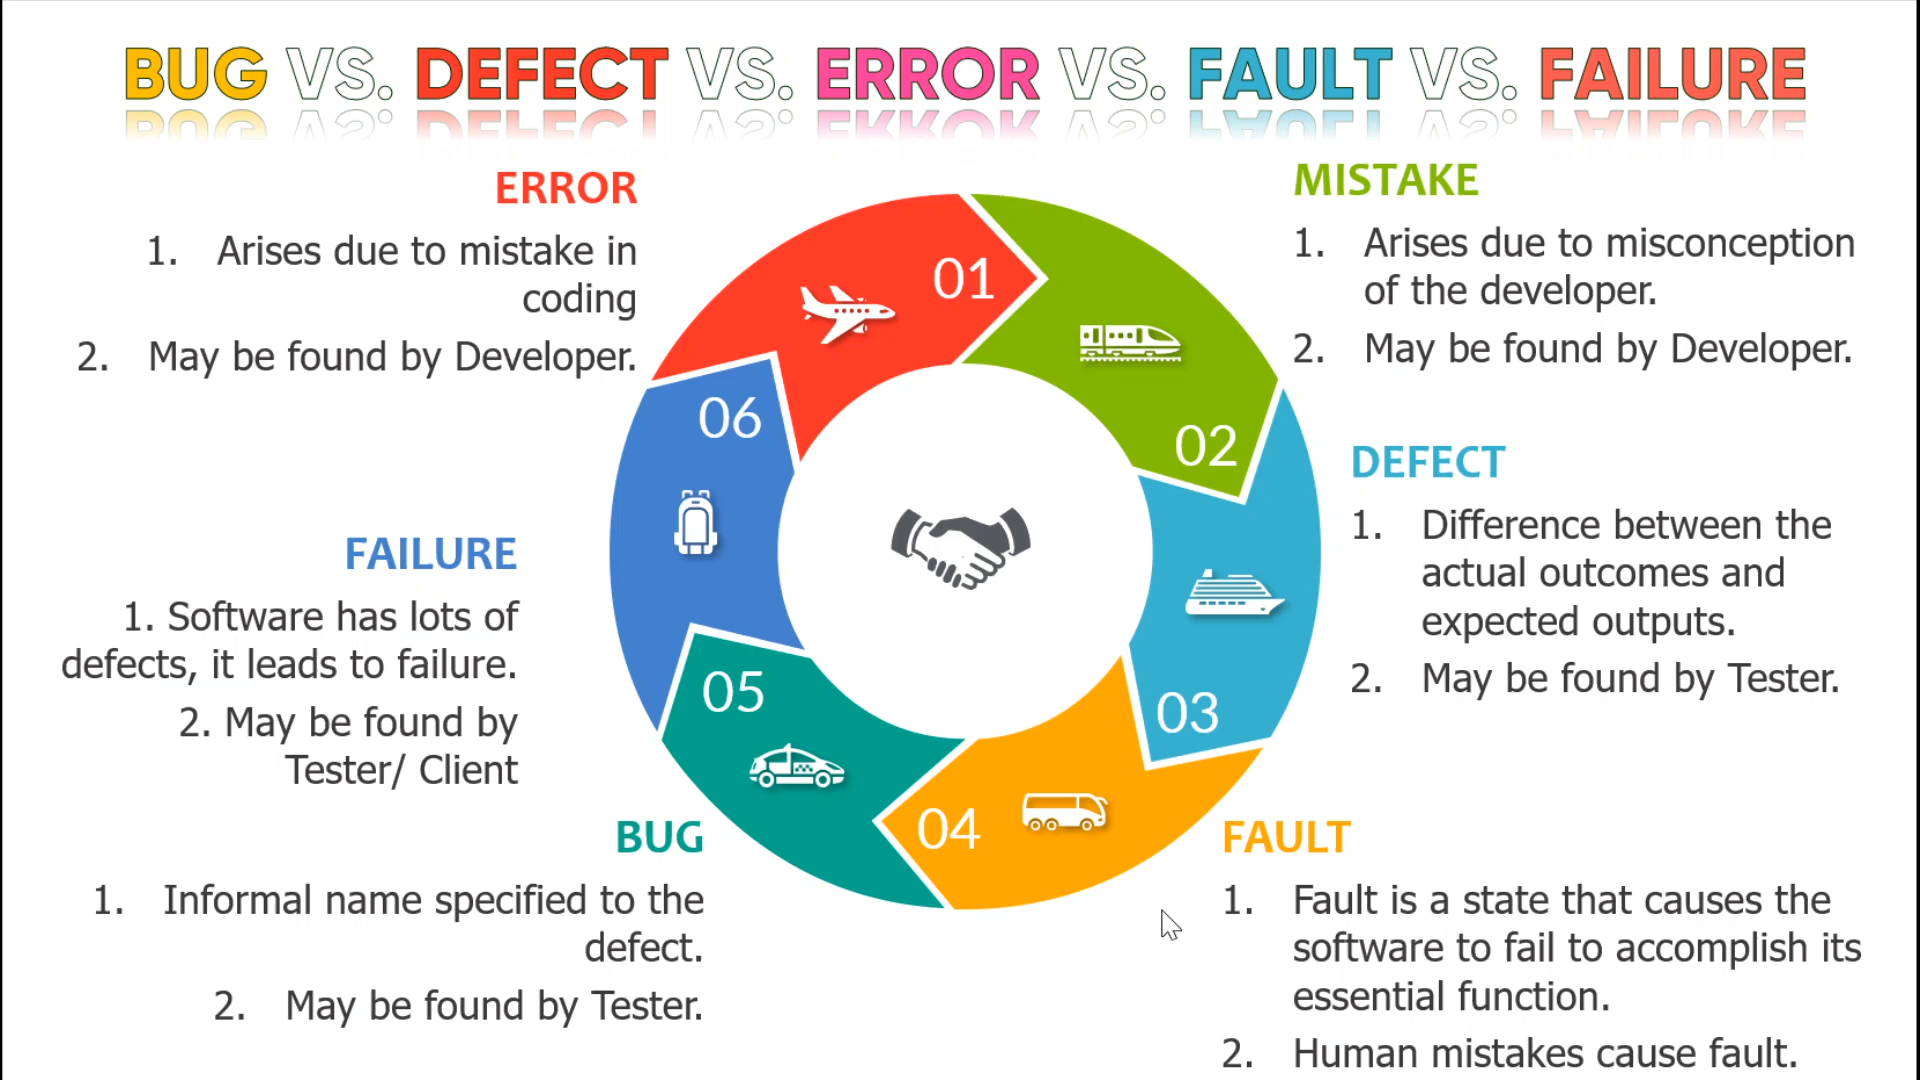 BUG VS. DEFECT VS. ERROR VS. FAULT VS. FAILURE
ERROR
1. Arises due to mistake in
coding
2. May be found by Developer.
MISTAKE
1. Arises due to misconception
of the developer.
2. May be found by Developer.
DEFECT
1. Difference between the
actual outcomes and
expected outputs.
2. May be found by Tester.
FAULT
1. Fault is a state that causes the
software to fail to accomplish its
essential function.
2. Human mistakes cause fault.
BUG
1. Informal name specified to the
defect.
2. May be found by Tester.
FAILURE
1. Software has lots of
defects, it leads to failure.
2. May be found by
Tester/ Client
01
02
03
04
05
06